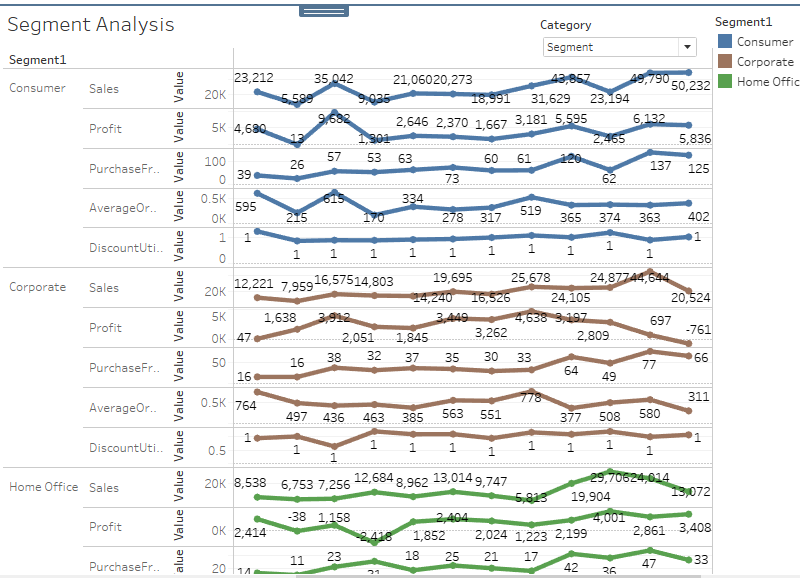 Segment Analysis
Category
Segment
Segment1
Consumer
Corporate
Home Offic
Segment1
Consumer
Sales
Value
20K
23,212 5,589 35,042 9,035 21,060 20,273 18,991 31,629 43,857 23,194 49,790 50,232
Profit
Value
5K
4,680 13 9,682 1,301 2,646 2,370 1,667 3,181 5,595 2,465 6,132 5,836
PurchaseFr..
Value
100
0
39 26 57 53 63 73 60 61 120 62 137 125
AverageOr..
Value
0.5K
0K
595 215 615 170 334 278 317 519 365 374 363 402
DiscountUti..
Value
1
0
1 1 1 1 1 1 1 1 1 1 1 1
Corporate
Sales
Value
20K
12,221 7,959 16,575 14,803 14,240 19,695 16,526 25,678 24,105 24,877 44,644 20,524
Profit
Value
5K
0K
47 1,638 3,912 2,051 1,845 3,449 3,262 4,638 3,197 2,809 697 -761
PurchaseFr..
Value
50
16 16 38 32 37 35 30 33 64 49 77 66
AverageOr..
Value
0.5K
764 497 436 463 385 563 551 778 377 508 580 311
DiscountUti..
Value
0.5
1 1 1 1 1 1 1 1 1 1 1 1
Home Office
Sales
Value
20K
8,538 6,753 7,256 12,684 8,962 13,014 9,747 5,813 19,904 29,706 24,014 13,072
Profit
Value
0K
2,414 -38 1,158 -2,418 1,852 2,404 2,024 1,223 2,199 4,001 2,861 3,408
PurchaseFr..
Value
20
14 11 23 31 18 25 21 17 42 36 47 33